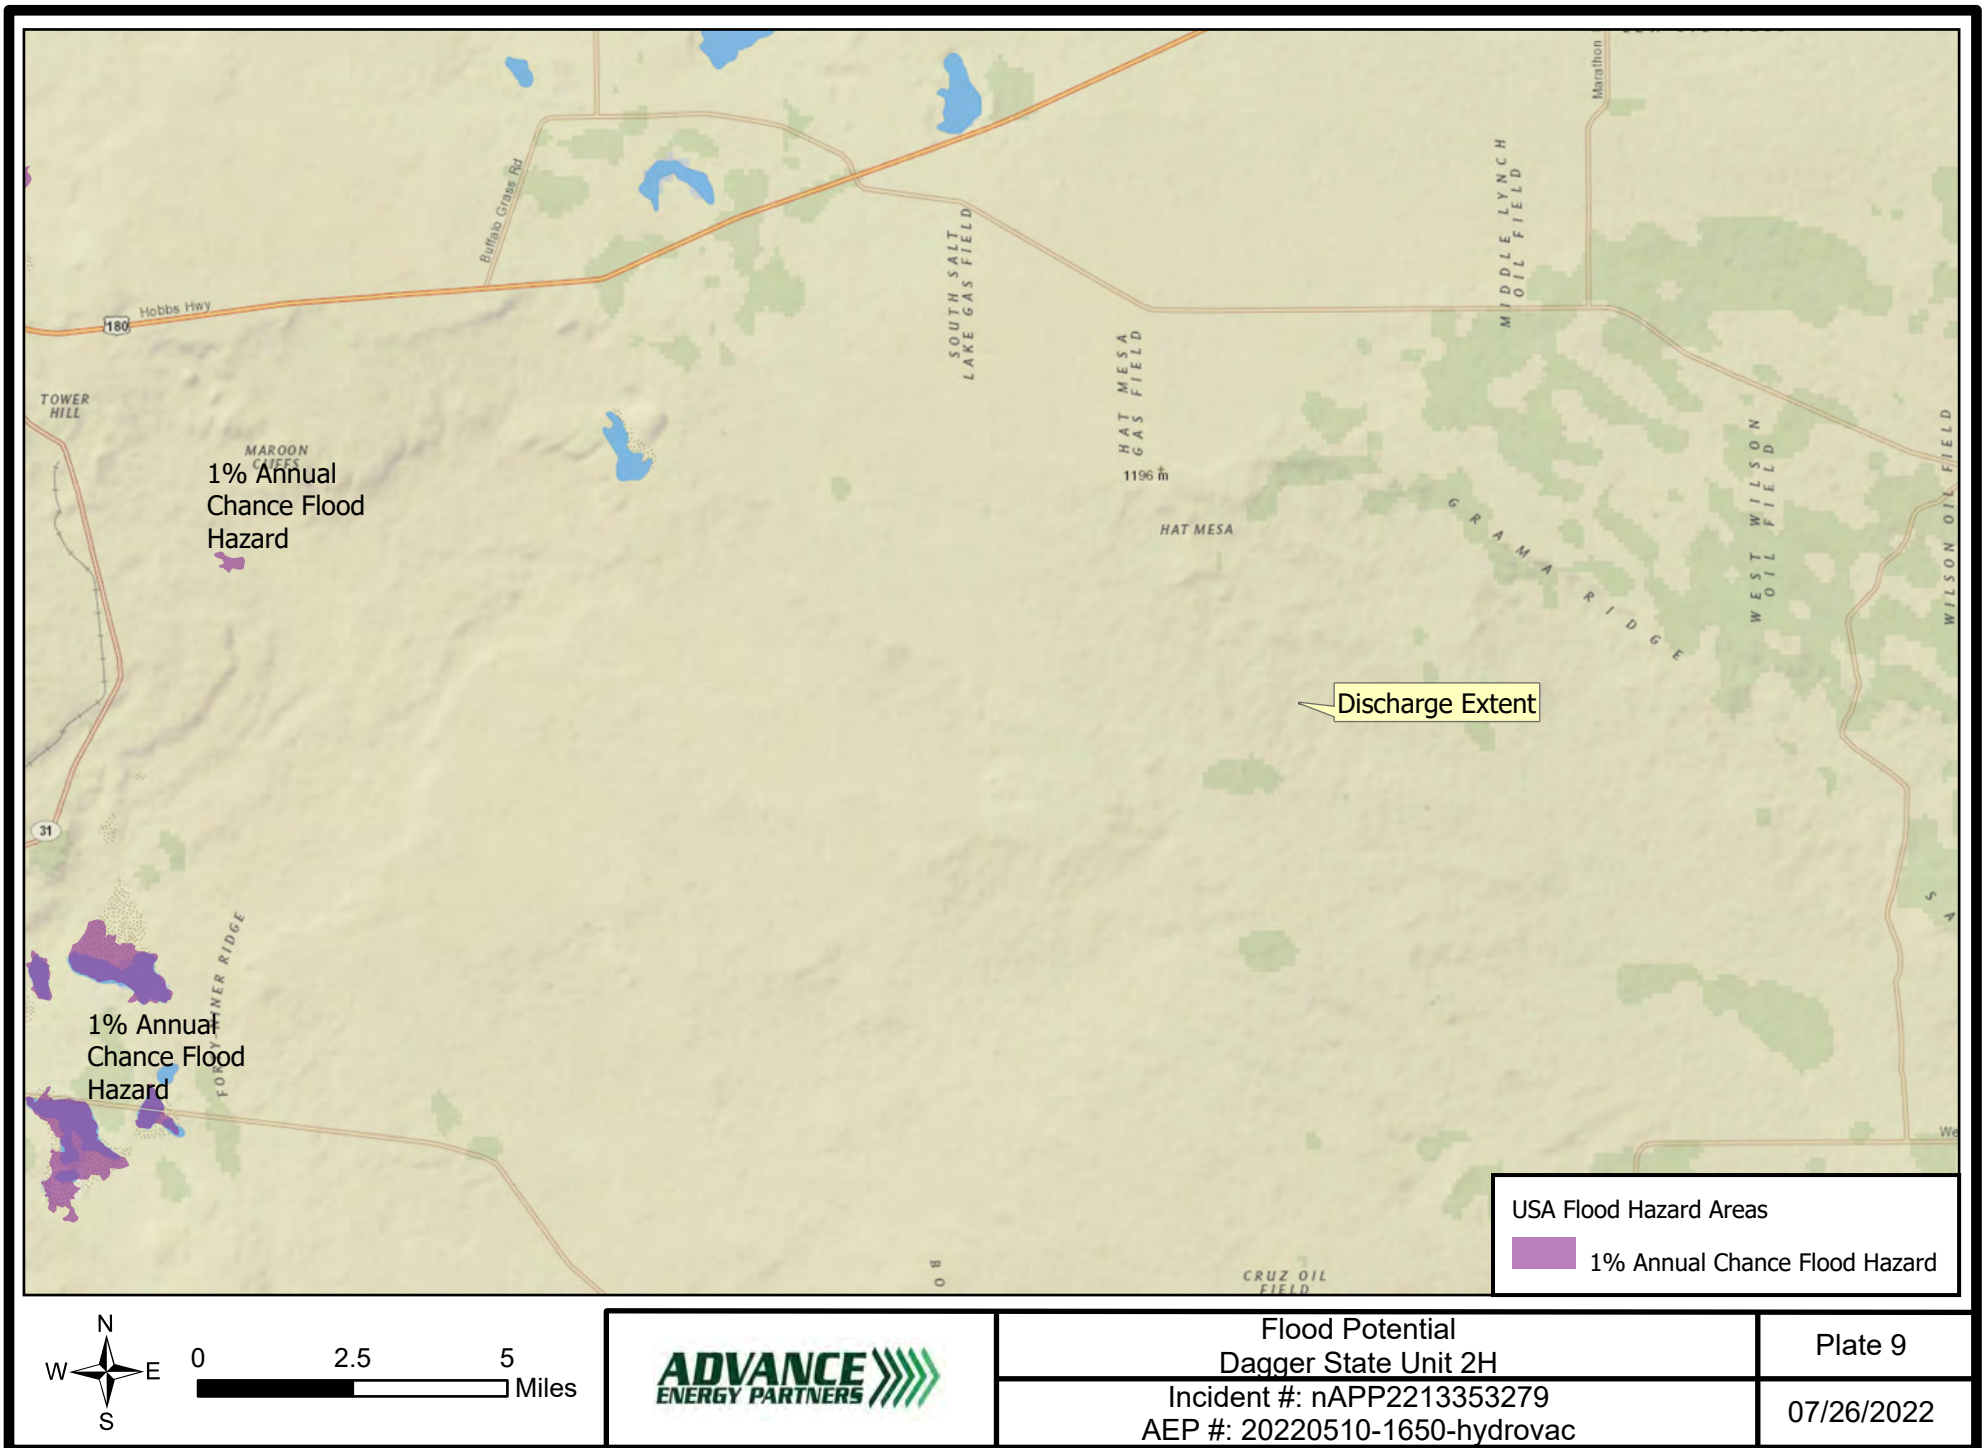 Marathon
Buffalo Grass Rd
MIDDLE LYNCH
OIL FIELD
SOUTH SALT
LAKE GAS FIELD
Hobbs Hwy
180
HAT MESA
GAS FIELD
TOWER
HILL
MAROON
CLIFFS
1% Annual
Chance Flood
Hazard
1196 m
HAT MESA
GRAMA RIDGE
WEST WILSON
OIL FIELD
WILSON OIL FIELD
Discharge Extent
31
S A
FORTY-NINER RIDGE
1% Annual
Chance Flood
Hazard
We
B O
CRUZ OIL
FIELD
USA Flood Hazard Areas
1% Annual Chance Flood Hazard
N
W E
S
0 2.5 5
Miles
ADVANCE
ENERGY PARTNERS
Flood Potential
Dagger State Unit 2H
Incident #: nAPP2213353279
AEP #: 20220510-1650-hydrovac
Plate 9
07/26/2022